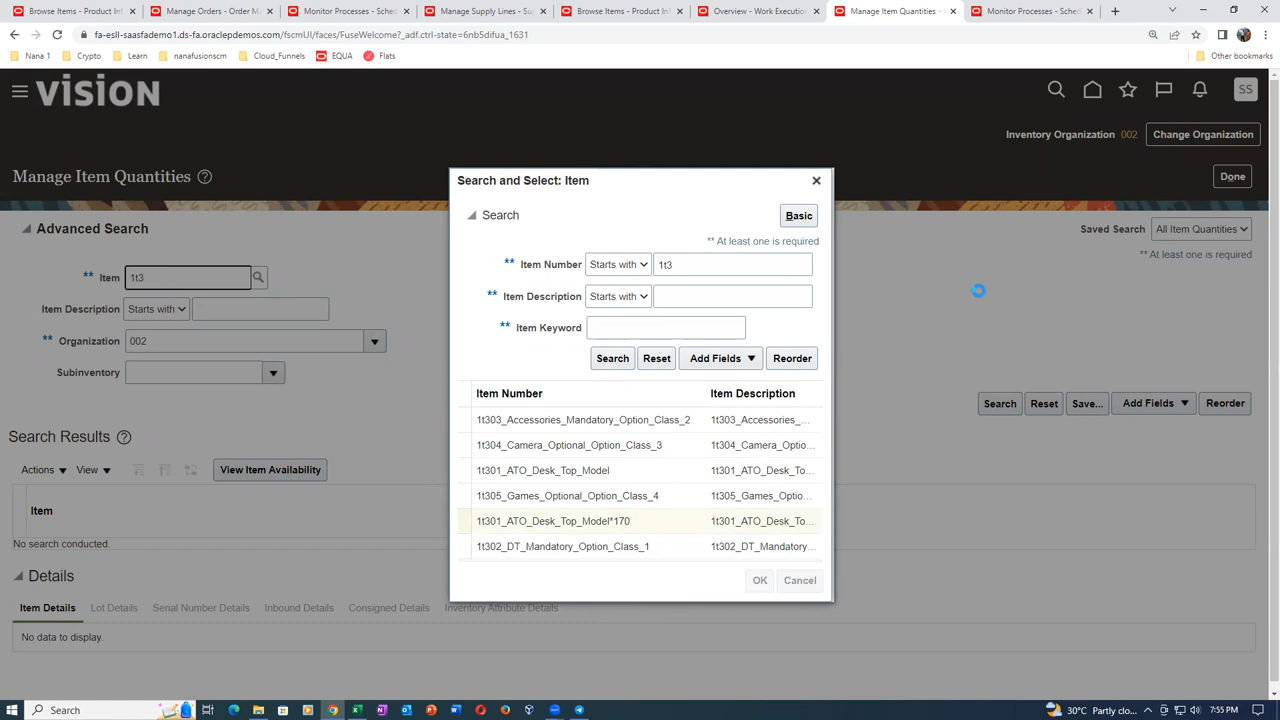 Browse Items - Product Inf
Manage Orders - Order Ma
Monitor Processes - Sched
Manage Supply Lines - Sup
Browse Items - Product Inf
Overview - Work Execution
Manage Item Quantities -
Monitor Processes - Sched
fa-esll-saasfademo1.ds-fa.oraclepdemos.com/fscmUI/faces/FuseWelcome?_adf.ctrl-state=6nb5difua_1631
Nana 1
Crypto
Learn
nanafusionscm
Cloud_Funnels
EQUA
Flats
Other bookmarks
VISION
SS
Inventory Organization 002
Change Organization
Manage Item Quantities
Done
Advanced Search
Saved Search All Item Quantities
** At least one is required
** Item 1t3
Item Description Starts with
** Organization 002
Subinventory
Search
Reset
Save...
Add Fields
Reorder
Search Results
Actions
View
View Item Availability
Item
No search conducted.
Details
Item Details
Lot Details
Serial Number Details
Inbound Details
Consigned Details
Inventory Attribute Details
No data to display.
Search and Select: Item
Search
Basic
** At least one is required
** Item Number Starts with 1t3
** Item Description Starts with
** Item Keyword
Search
Reset
Add Fields
Reorder
Item Number Item Description
1t303_Accessories_Mandatory_Option_Class_2 1t303_Accessories_...
1t304_Camera_Optional_Option_Class_3 1t304_Camera_Optio...
1t301_ATO_Desk_Top_Model 1t301_ATO_Desk_To...
1t305_Games_Optional_Option_Class_4 1t305_Games_Optio...
1t301_ATO_Desk_Top_Model*170 1t301_ATO_Desk_To...
1t302_DT_Mandatory_Option_Class_1 1t302_DT_Mandatory...
OK
Cancel
Search
30°C Partly clo...
7:55 PM